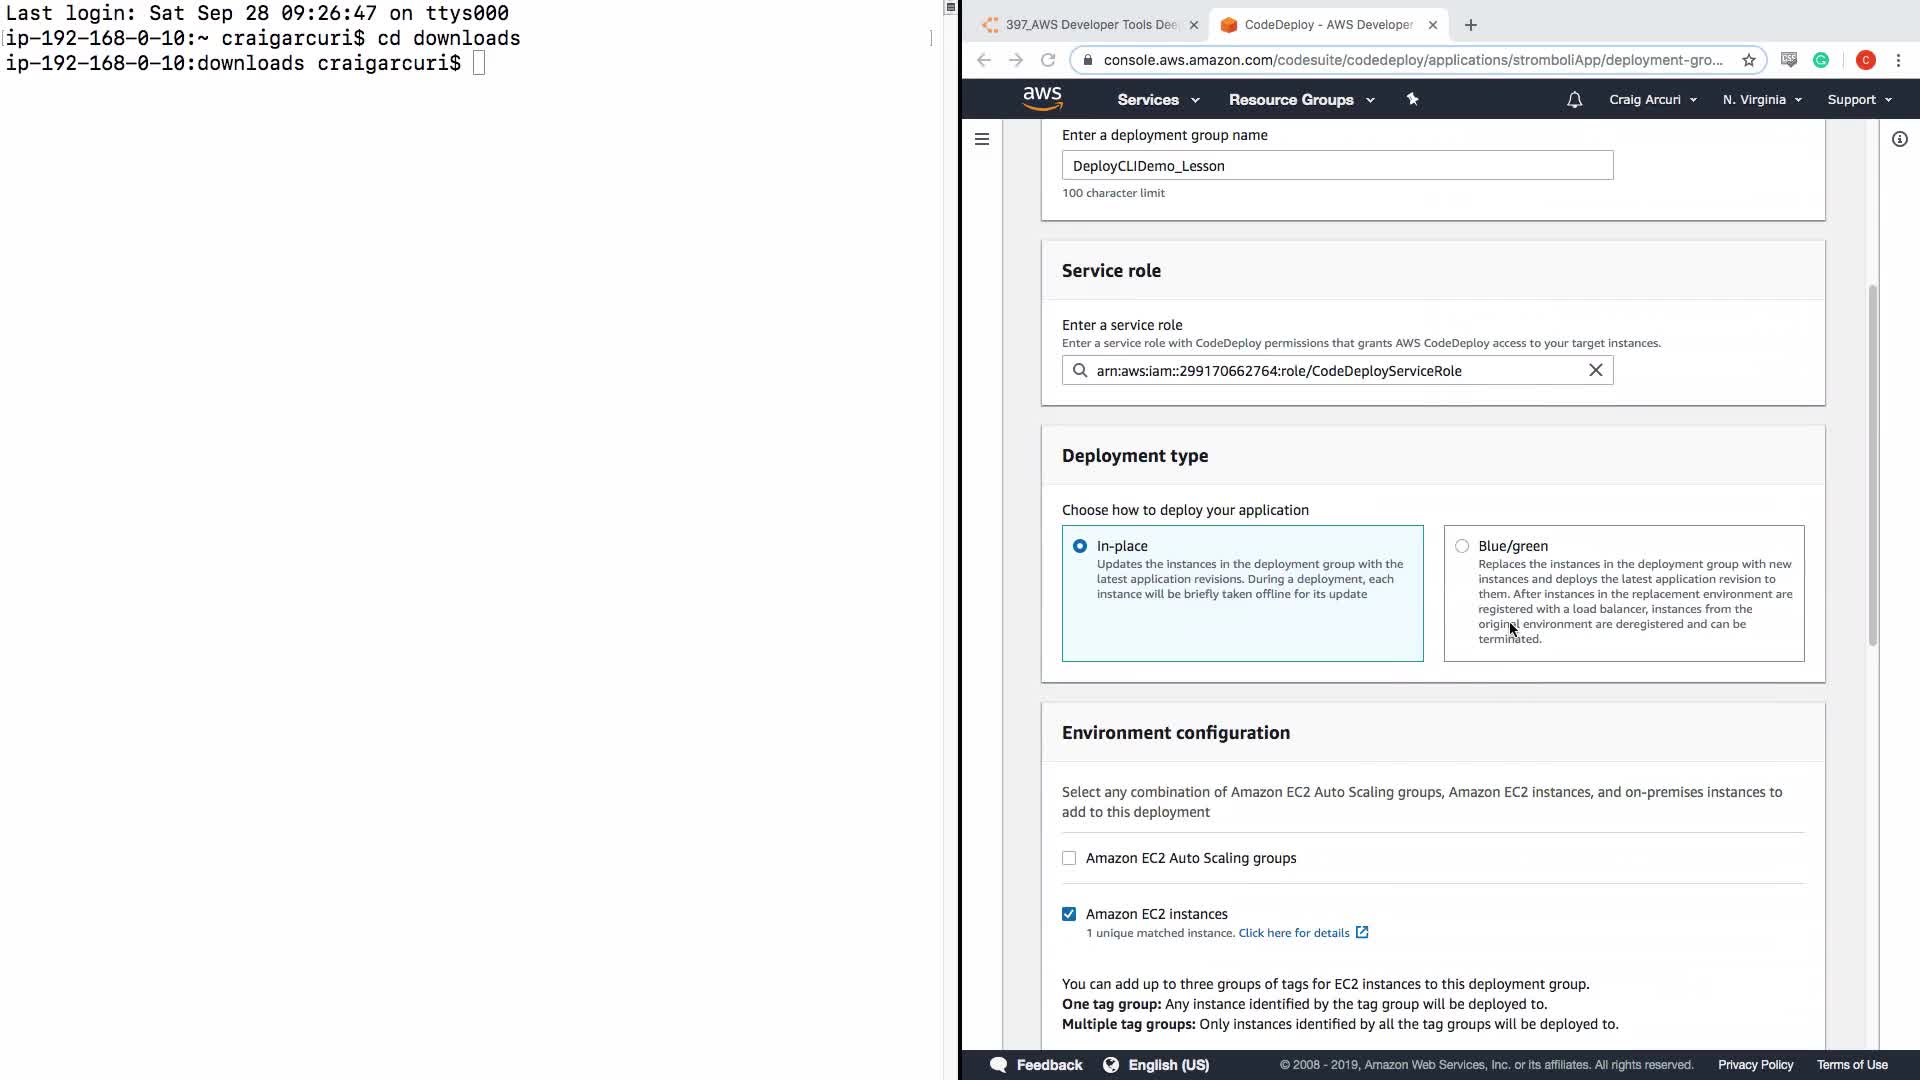 Last login: Sat Sep 28 09:26:47 on ttys000
ip-192-168-0-10:~ craigarcuri$ cd downloads
ip-192-168-0-10:downloads craigarcuri$
397_AWS Developer Tools Dee
CodeDeploy - AWS Developer
console.aws.amazon.com/codesuite/codedeploy/applications/stromboliApp/deployment-gro...
C
aws
Services
Resource Groups
Craig Arcuri
N. Virginia
Support
Enter a deployment group name
DeployCLIDemo_Lesson
100 character limit
Service role
Enter a service role
Enter a service role with CodeDeploy permissions that grants AWS CodeDeploy access to your target instances.
arn:aws:iam::299170662764:role/CodeDeployServiceRole
Deployment type
Choose how to deploy your application
In-place
Updates the instances in the deployment group with the
latest application revisions. During a deployment, each
instance will be briefly taken offline for its update
Blue/green
Replaces the instances in the deployment group with new
instances and deploys the latest application revision to
them. After instances in the replacement environment are
registered with a load balancer, instances from the
original environment are deregistered and can be
terminated.
Environment configuration
Select any combination of Amazon EC2 Auto Scaling groups, Amazon EC2 instances, and on-premises instances to
add to this deployment
Amazon EC2 Auto Scaling groups
Amazon EC2 instances
1 unique matched instance. Click here for details
You can add up to three groups of tags for EC2 instances to this deployment group.
One tag group: Any instance identified by the tag group will be deployed to.
Multiple tag groups: Only instances identified by all the tag groups will be deployed to.
Feedback
English (US)
© 2008 - 2019, Amazon Web Services, Inc. or its affiliates. All rights reserved.
Privacy Policy
Terms of Use